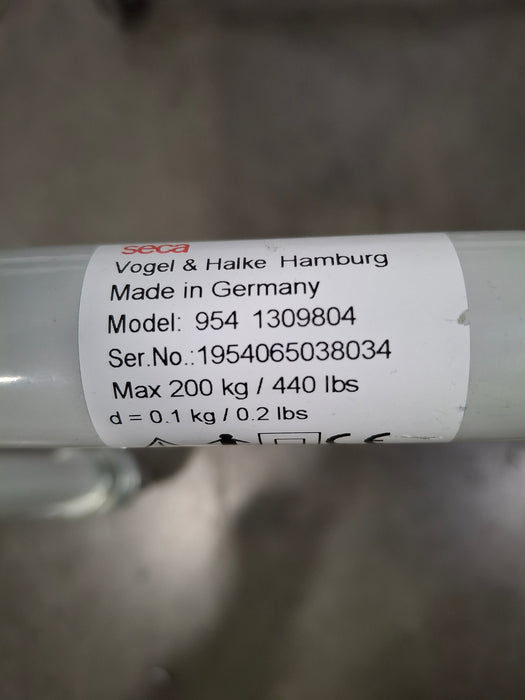 seca
Vogel & Halke Hamburg
Made in Germany
Model: 954 1309804
Ser.No.:1954065038034
Max 200 kg / 440 lbs
d = 0.1 kg / 0.2 lbs
CE